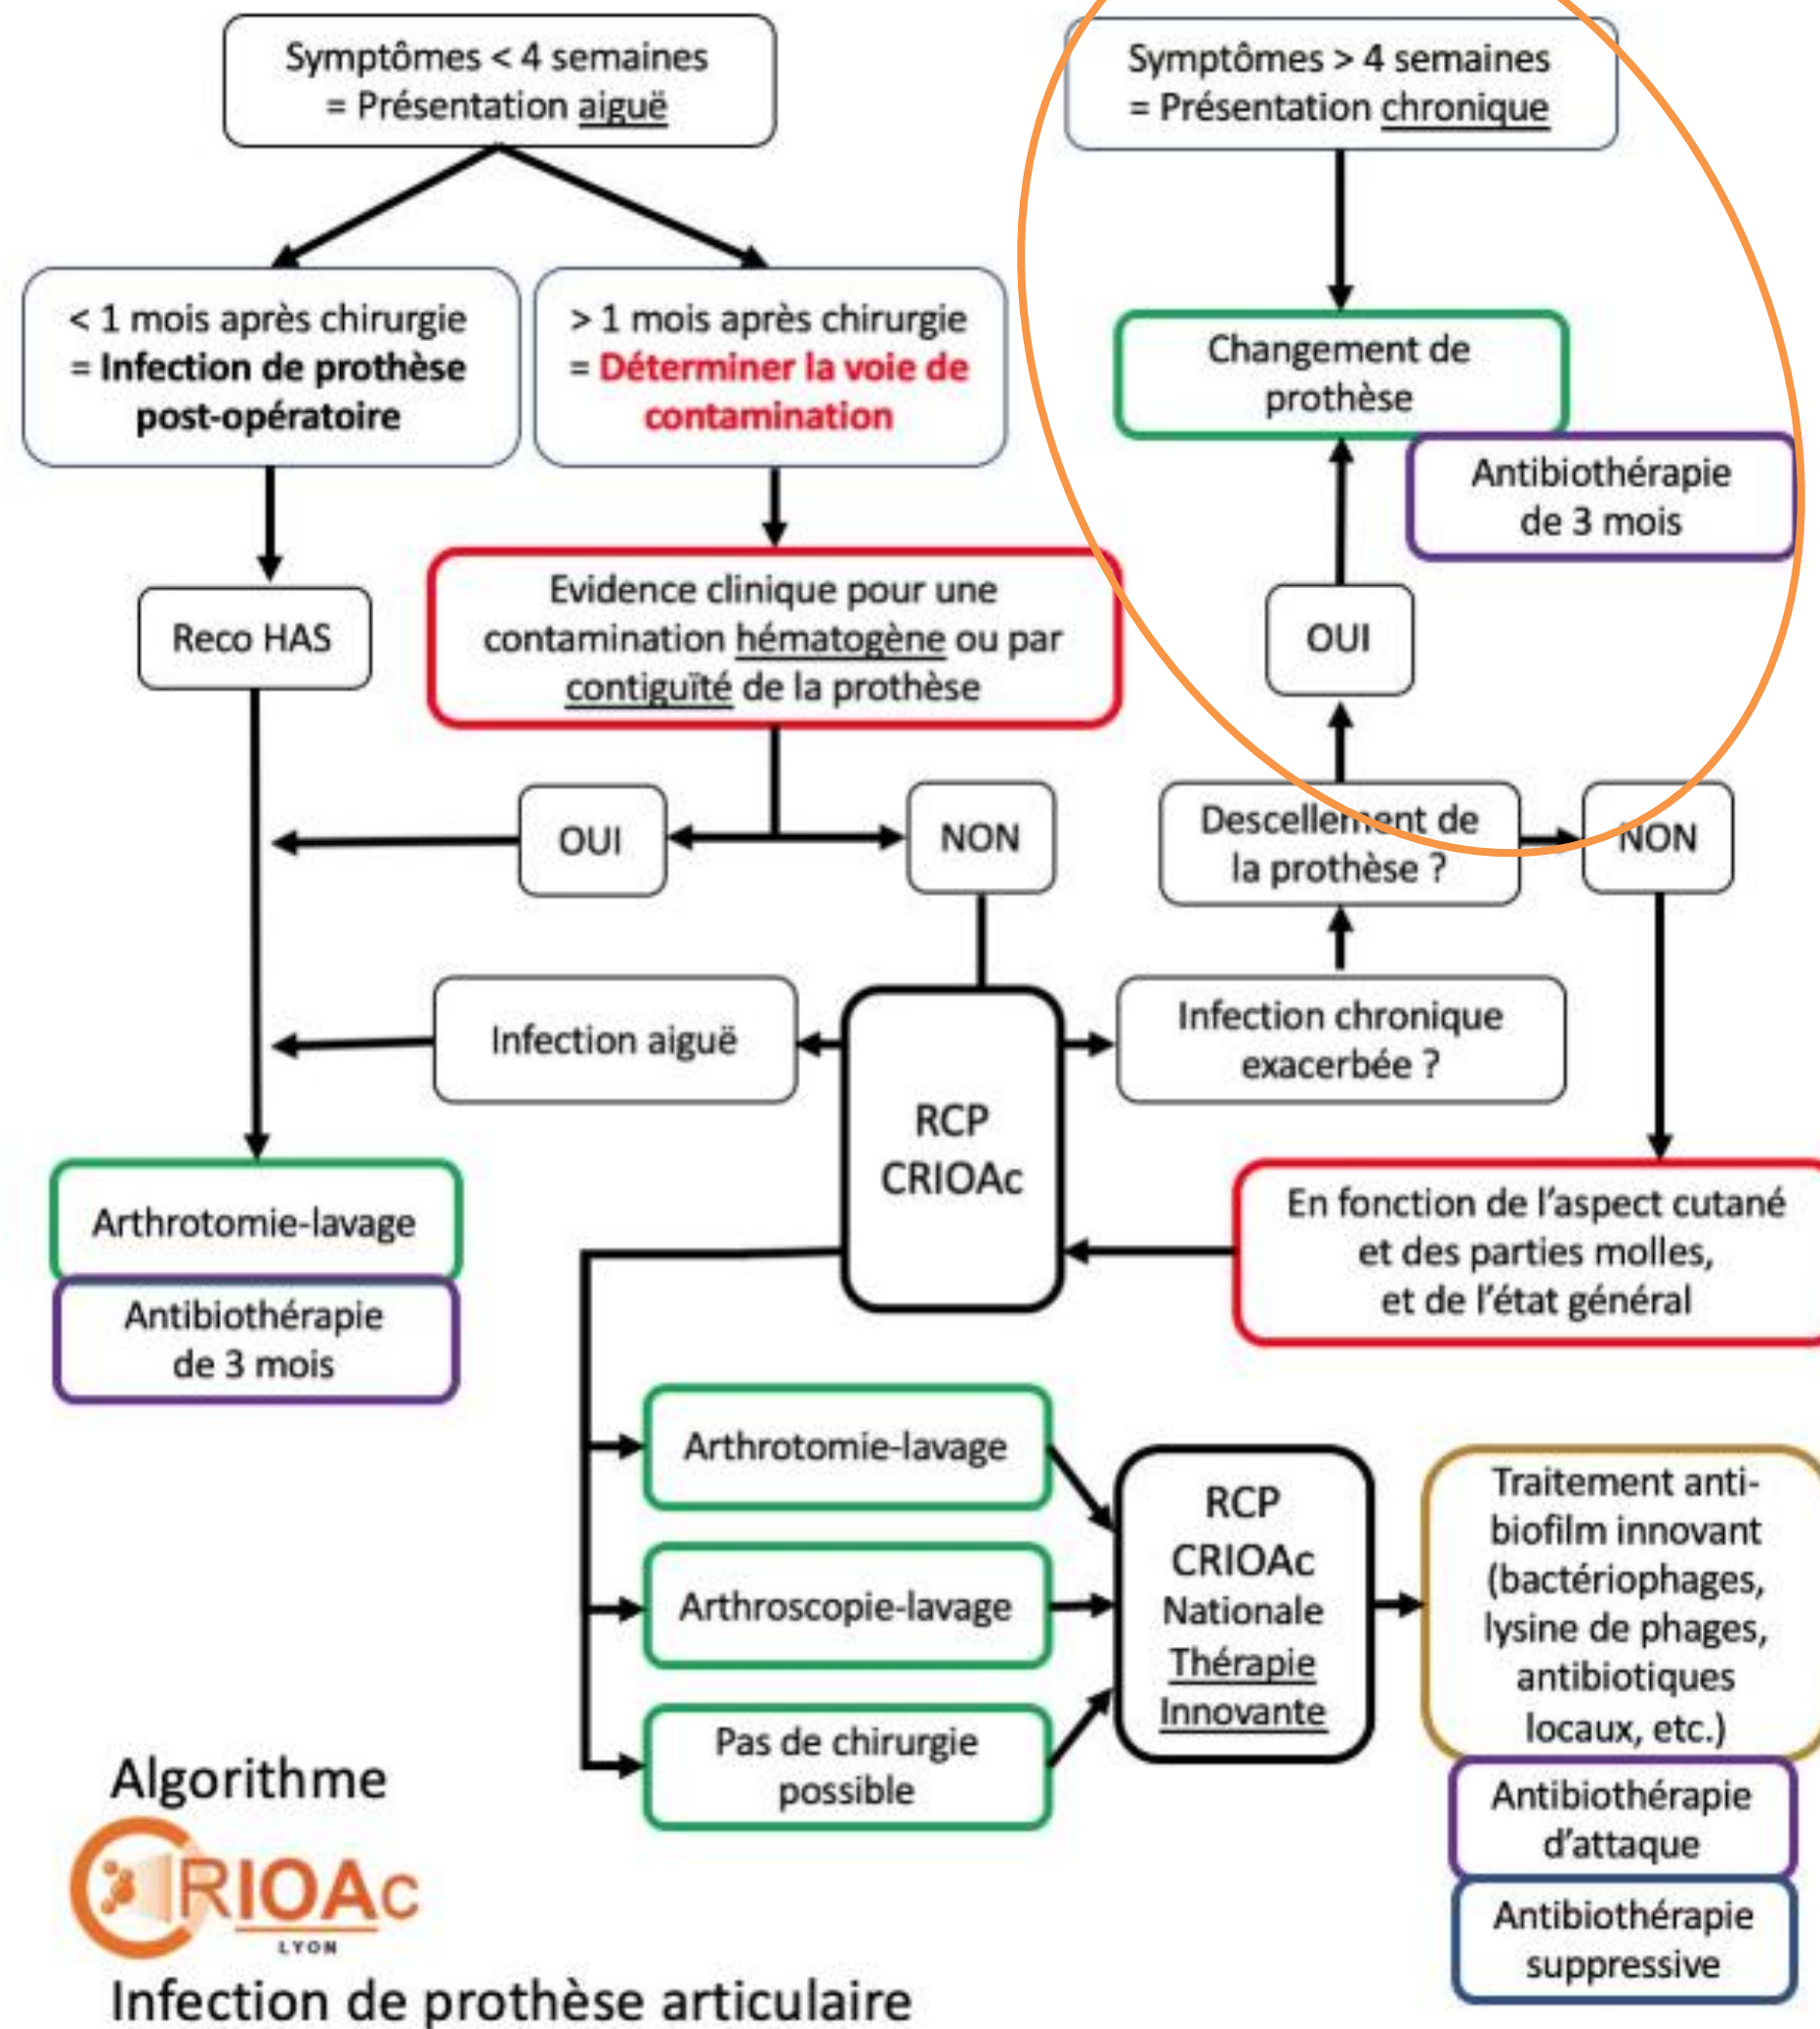 Symptômes < 4 semaines
= Présentation aiguë
Symptômes > 4 semaines
= Présentation chronique
< 1 mois après chirurgie
= Infection de prothèse
post-opératoire
> 1 mois après chirurgie
= Déterminer la voie de
contamination
Changement de
prothèse
Antibiothérapie
de 3 mois
Reco HAS
Evidence clinique pour une
contamination hématogène ou par
contiguïté de la prothèse
OUI
OUI
NON
Descellement de
la prothèse ?
NON
Infection aiguë
RCP
CRIOAc
Infection chronique
exacerbée ?
Arthrotomie-lavage
Antibiothérapie
de 3 mois
En fonction de l'aspect cutané
et des parties molles,
et de l'état général
Arthrotomie-lavage
Arthroscopie-lavage
Pas de chirurgie
possible
RCP
CRIOAc
Nationale
Thérapie
Innovante
Traitement anti-
biofilm innovant
(bactériophages,
lysine de phages,
antibiotiques
locaux, etc.)
Antibiothérapie
d'attaque
Antibiothérapie
suppressive
Algorithme
CRIOAc
LYON
Infection de prothèse articulaire